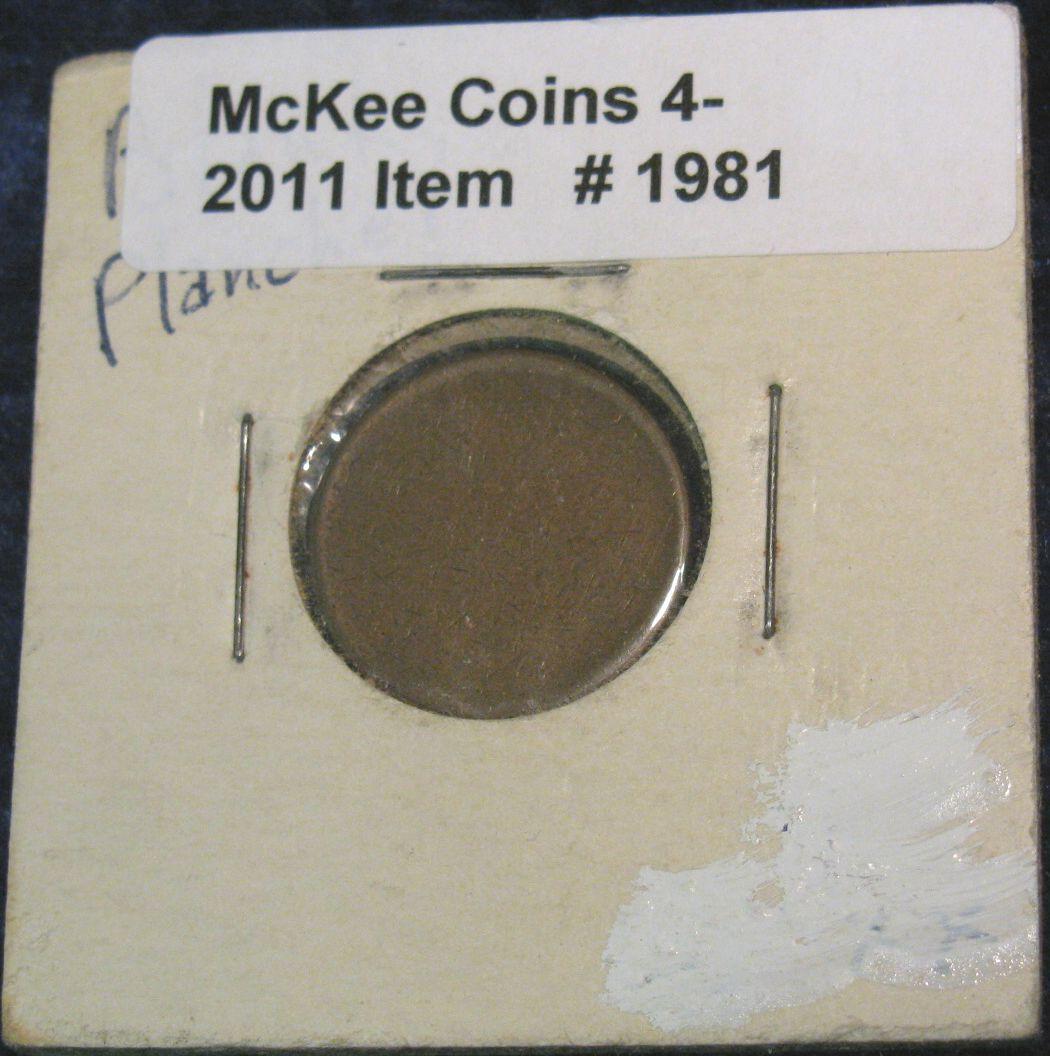 McKee Coins 4-
2011 Item # 1981